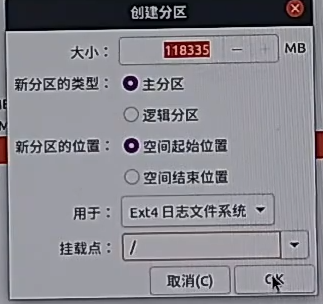 创建分区
大小： 118335 － ＋ MB
新分区的类型： 主分区
逻辑分区
新分区的位置： 空间起始位置
空间结束位置
用于： Ext4 日志文件系统
挂载点： /
取消(C) OK